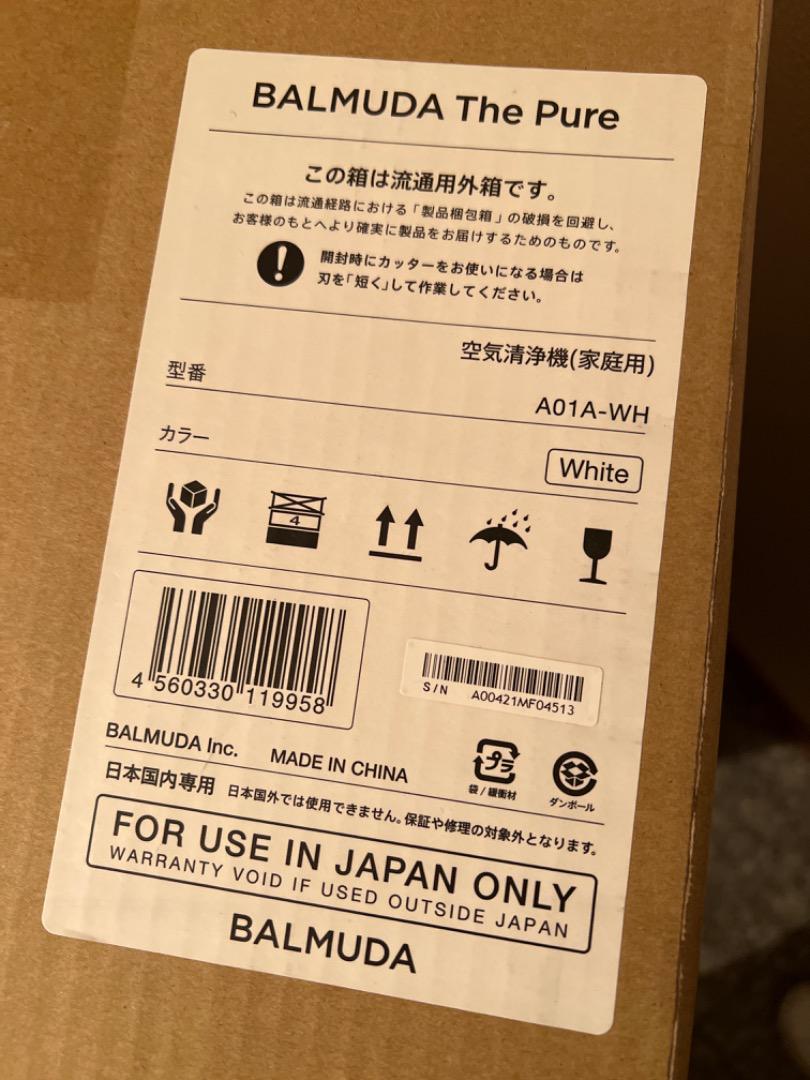 BALMUDA The Pure
この箱は流通用外箱です。
この箱は流通経路における「製品梱包箱」の破損を回避し、
お客様のもとへより確実に製品をお届けするためのものです。
開封時にカッターをお使いになる場合は
刃を「短く」して作業してください。
空気清浄機(家庭用)
型番 A01A-WH
カラー White
4
4 560330 119958
S/N A00421MF04513
BALMUDA Inc. MADE IN CHINA
プラ
袋/緩衝材
ダンボール
日本国内専用 日本国外では使用できません。保証や修理の対象外となります。
FOR USE IN JAPAN ONLY
WARRANTY VOID IF USED OUTSIDE JAPAN
BALMUDA